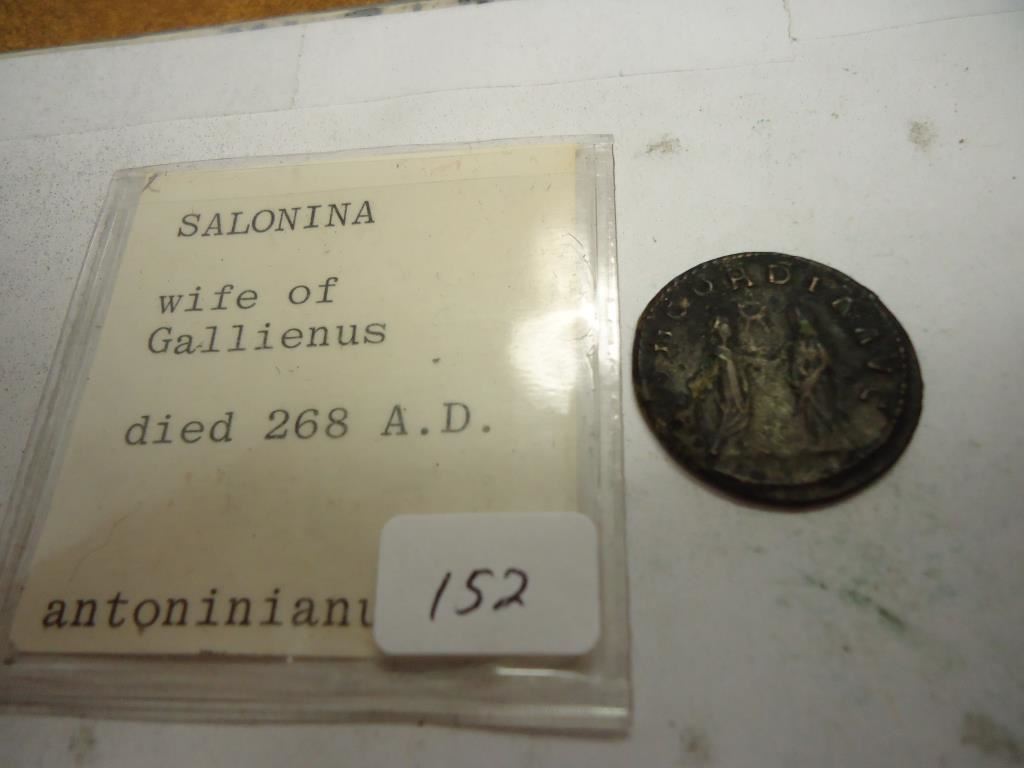 SALONINA
wife of
Gallienus
died 268 A.D.
antoninianu
152